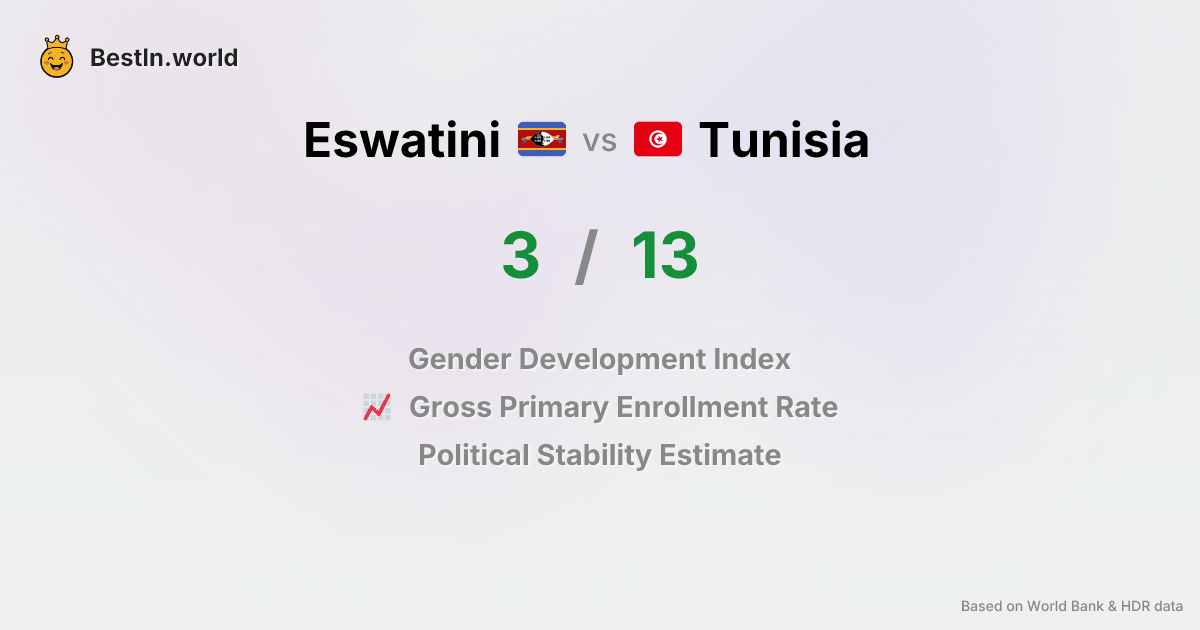 BestIn.world
Eswatini vs Tunisia
3 / 13
Gender Development Index
Gross Primary Enrollment Rate
Political Stability Estimate
Based on World Bank & HDR data